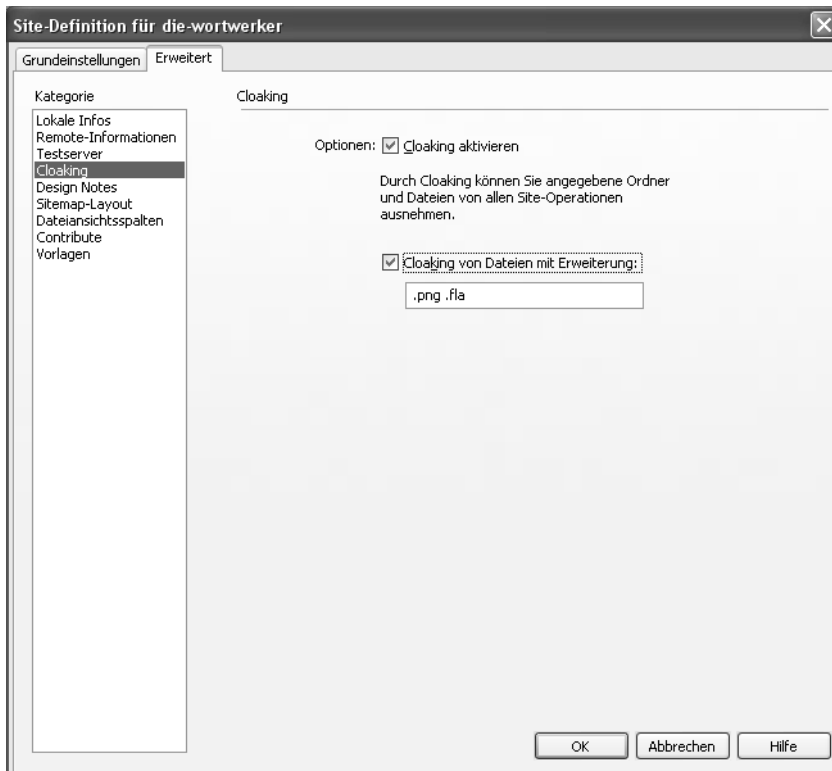 Site-Definition für die-wortwerker
Grundeinstellungen Erweitert
Kategorie
Lokale Infos
Remote-Informationen
Testserver
Cloaking
Design Notes
Sitemap-Layout
Dateiansichtsspalten
Contribute
Vorlagen
Cloaking
Optionen: Cloaking aktivieren
Durch Cloaking können Sie angegebene Ordner
und Dateien von allen Site-Operationen
ausnehmen.
Cloaking von Dateien mit Erweiterung:
.png .fla
OK Abbrechen Hilfe